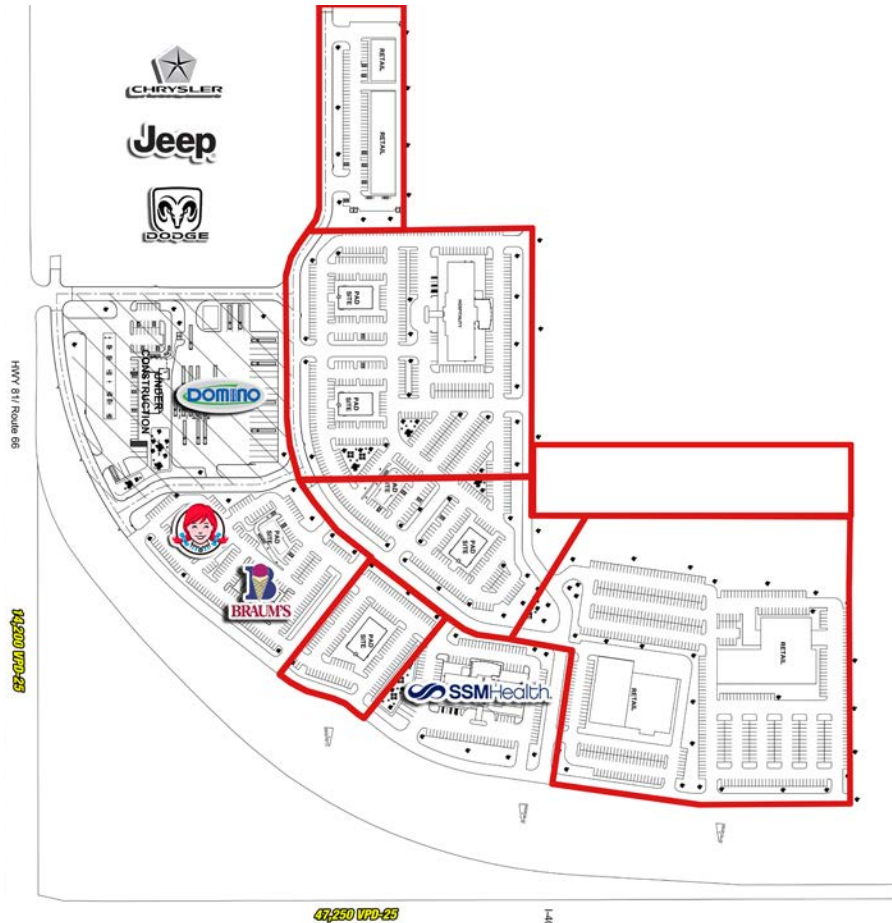 CHRYSLER
Jeep
DODGE
RETAIL
RETAIL
PAD
SITE
HOSPITALITY
PAD
SITE
UNDER
CONSTRUCTION
DOMINO
HWY 81/ Route 66
PAD
SITE
PAD
SITE
PAD
SITE
B
BRAUM'S
PAD
SITE
RETAIL
SSMHealth.
RETAIL
14,200 VPD-25
47,250 VPD-25